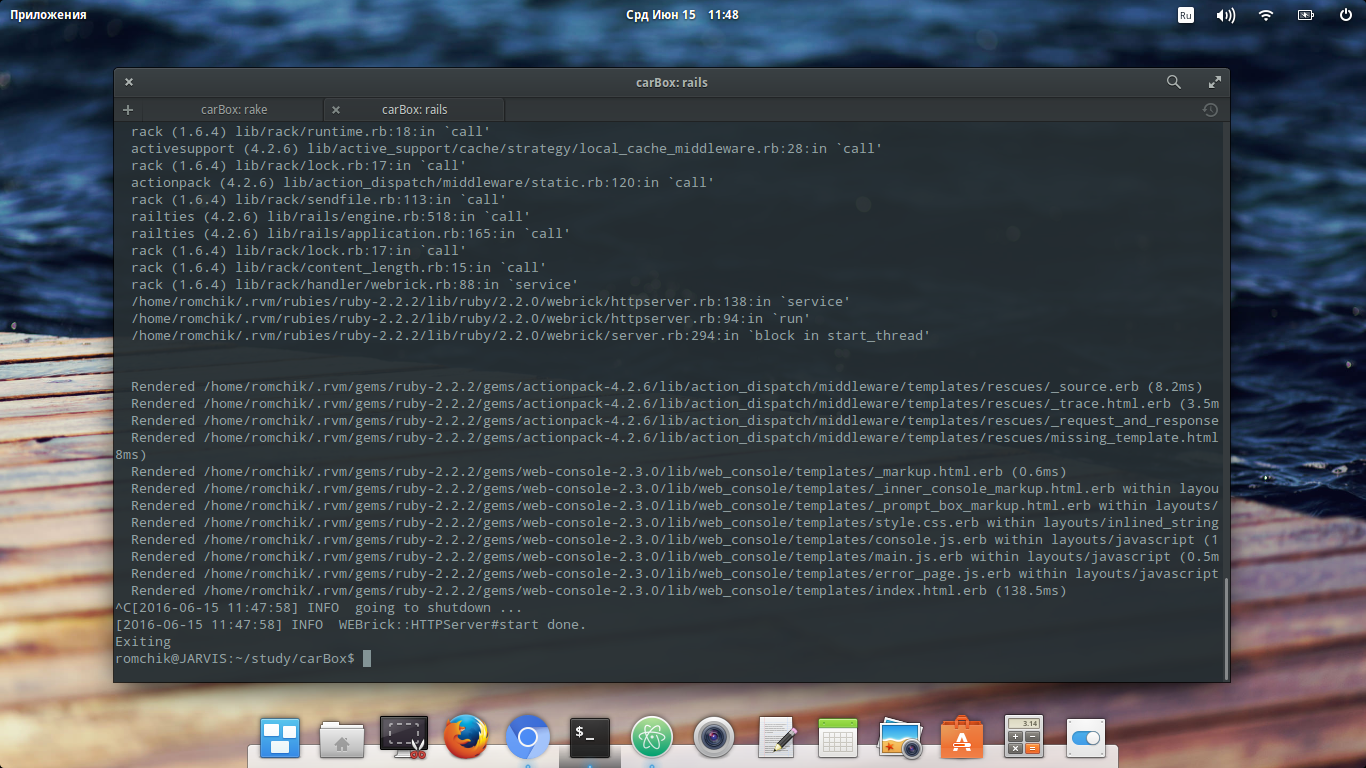 Приложения
Срд Июн 15 11:48
Ru
carBox: rails
carBox: rake
carBox: rails
rack (1.6.4) lib/rack/runtime.rb:18:in `call'
activesupport (4.2.6) lib/active_support/cache/strategy/local_cache_middleware.rb:28:in `call'
rack (1.6.4) lib/rack/lock.rb:17:in `call'
actionpack (4.2.6) lib/action_dispatch/middleware/static.rb:120:in `call'
rack (1.6.4) lib/rack/sendfile.rb:113:in `call'
railties (4.2.6) lib/rails/engine.rb:518:in `call'
railties (4.2.6) lib/rails/application.rb:165:in `call'
rack (1.6.4) lib/rack/lock.rb:17:in `call'
rack (1.6.4) lib/rack/content_length.rb:15:in `call'
rack (1.6.4) lib/rack/handler/webrick.rb:88:in `service'
/home/romchik/.rvm/rubies/ruby-2.2.2/lib/ruby/2.2.0/webrick/httpserver.rb:138:in `service'
/home/romchik/.rvm/rubies/ruby-2.2.2/lib/ruby/2.2.0/webrick/httpserver.rb:94:in `run'
/home/romchik/.rvm/rubies/ruby-2.2.2/lib/ruby/2.2.0/webrick/server.rb:294:in `block in start_thread'
Rendered /home/romchik/.rvm/gems/ruby-2.2.2/gems/actionpack-4.2.6/lib/action_dispatch/middleware/templates/rescues/_source.erb (8.2ms)
Rendered /home/romchik/.rvm/gems/ruby-2.2.2/gems/actionpack-4.2.6/lib/action_dispatch/middleware/templates/rescues/_trace.html.erb (3.5m
Rendered /home/romchik/.rvm/gems/ruby-2.2.2/gems/actionpack-4.2.6/lib/action_dispatch/middleware/templates/rescues/_request_and_response
Rendered /home/romchik/.rvm/gems/ruby-2.2.2/gems/actionpack-4.2.6/lib/action_dispatch/middleware/templates/rescues/missing_template.html
8ms)
Rendered /home/romchik/.rvm/gems/ruby-2.2.2/gems/web-console-2.3.0/lib/web_console/templates/_markup.html.erb (0.6ms)
Rendered /home/romchik/.rvm/gems/ruby-2.2.2/gems/web-console-2.3.0/lib/web_console/templates/_inner_console_markup.html.erb within layou
Rendered /home/romchik/.rvm/gems/ruby-2.2.2/gems/web-console-2.3.0/lib/web_console/templates/_prompt_box_markup.html.erb within layouts/
Rendered /home/romchik/.rvm/gems/ruby-2.2.2/gems/web-console-2.3.0/lib/web_console/templates/style.css.erb within layouts/inlined_string
Rendered /home/romchik/.rvm/gems/ruby-2.2.2/gems/web-console-2.3.0/lib/web_console/templates/console.js.erb within layouts/javascript (1
Rendered /home/romchik/.rvm/gems/ruby-2.2.2/gems/web-console-2.3.0/lib/web_console/templates/main.js.erb within layouts/javascript (0.5m
Rendered /home/romchik/.rvm/gems/ruby-2.2.2/gems/web-console-2.3.0/lib/web_console/templates/error_page.js.erb within layouts/javascript
Rendered /home/romchik/.rvm/gems/ruby-2.2.2/gems/web-console-2.3.0/lib/web_console/templates/index.html.erb (138.5ms)
^C[2016-06-15 11:47:58] INFO  going to shutdown ...
[2016-06-15 11:47:58] INFO  WEBrick::HTTPServer#start done.
Exiting
romchik@JARVIS:~/study/carBox$
$_
3.14